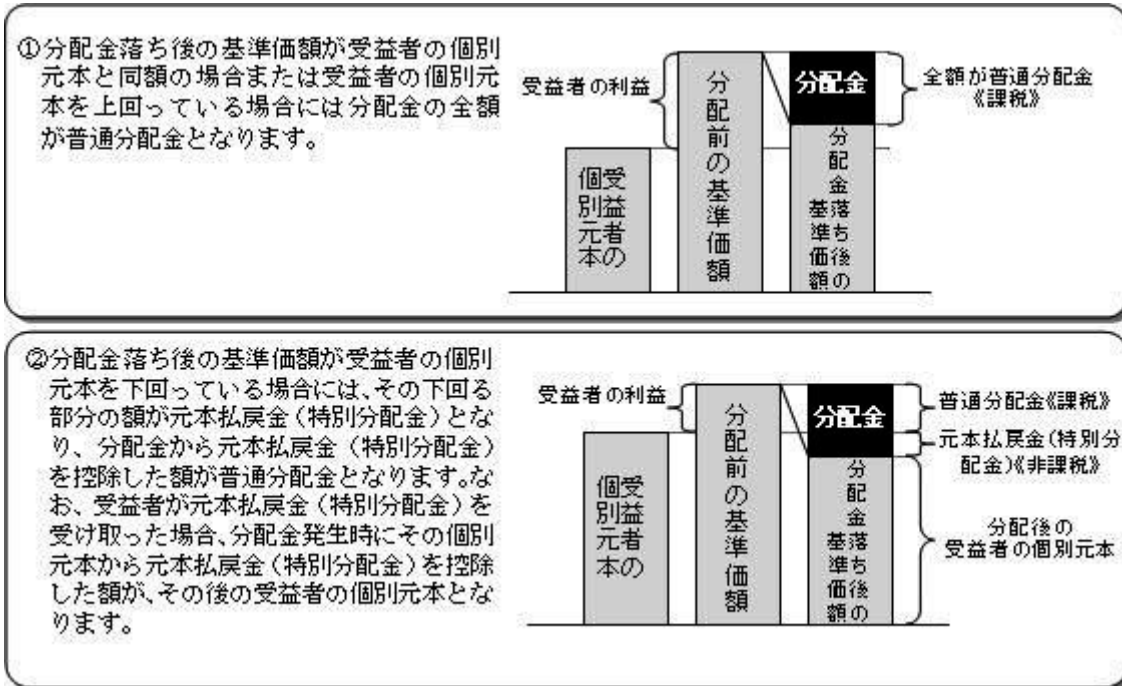 ①分配金落ち後の基準価額が受益者の個別
元本と同額の場合または受益者の個別元
本を上回っている場合には分配金の全額
が普通分配金となります。
受益者の利益
受益者の
個別元本
分配前の基準価額
分配金
分配金落ち後の
基準価額
全額が普通分配金
《課税》
②分配金落ち後の基準価額が受益者の個別
元本を下回っている場合には、その下回る
部分の額が元本払戻金(特別分配金)とな
り、分配金から元本払戻金(特別分配金)
を控除した額が普通分配金となります。な
お、受益者が元本払戻金(特別分配金)を
受け取った場合、分配金発生時にその個別
元本から元本払戻金(特別分配金)を控除
した額が、その後の受益者の個別元本とな
ります。
受益者の利益
受益者の
個別元本
分配前の基準価額
分配金
分配金落ち後の
基準価額
普通分配金《課税》
元本払戻金(特別分
配金)《非課税》
分配後の
受益者の個別元本